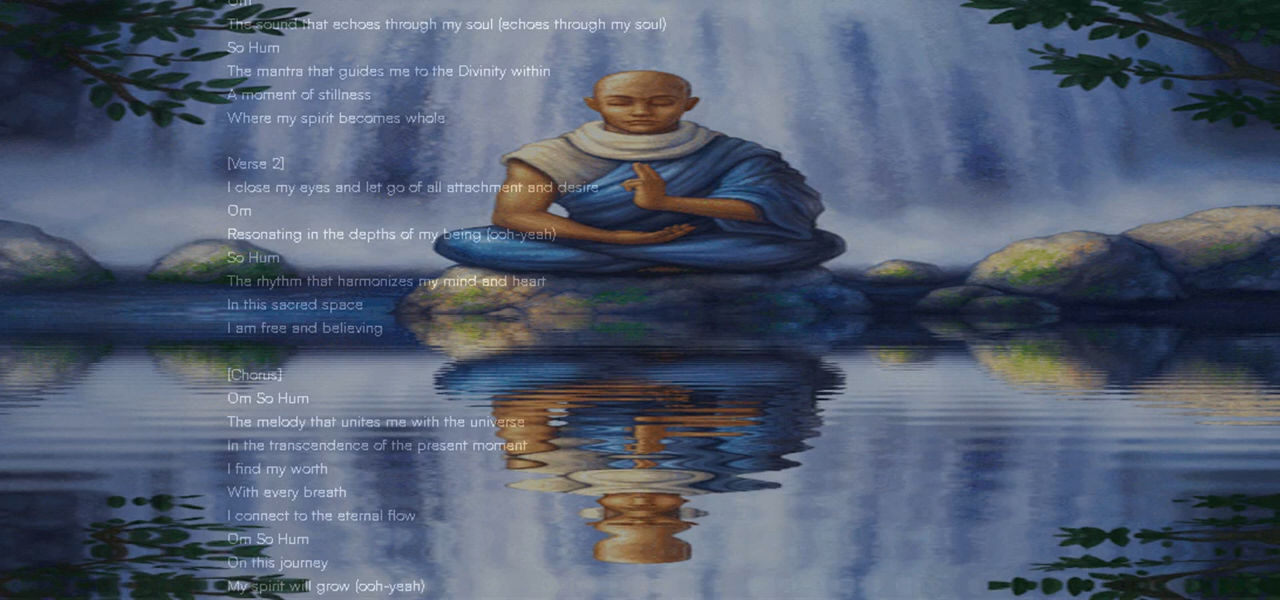 Om
The sound that echoes through my soul (echoes through my soul)
So Hum
The mantra that guides me to the Divinity within
A moment of stillness
Where my spirit becomes whole
[Verse 2]
I close my eyes and let go of all attachment and desire
Om
Resonating in the depths of my being (ooh-yeah)
So Hum
The rhythm that harmonizes my mind and heart
In this sacred space
I am free and believing
[Chorus]
Om So Hum
The melody that unites me with the universe
In the transcendence of the present moment
I find my worth
With every breath
I connect to the eternal flow
Om So Hum
On this journey
My spirit will grow (ooh-yeah)